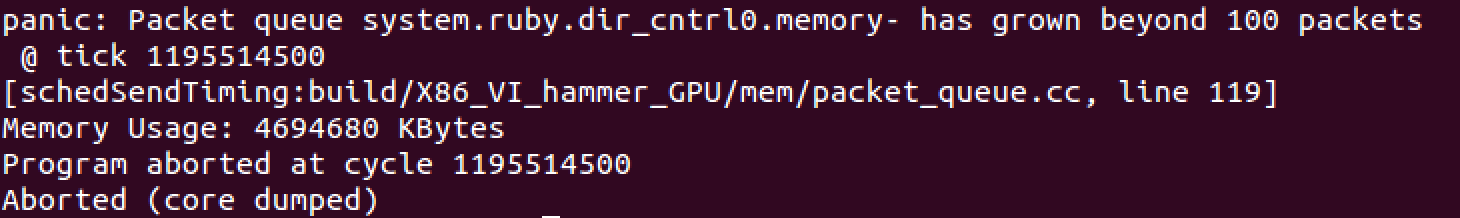 panic: Packet queue system.ruby.dir_cntrl0.memory- has grown beyond 100 packets
 @ tick 1195514500
[schedSendTiming:build/X86_VI_hammer_GPU/mem/packet_queue.cc, line 119]
Memory Usage: 4694680 KBytes
Program aborted at cycle 1195514500
Aborted (core dumped)